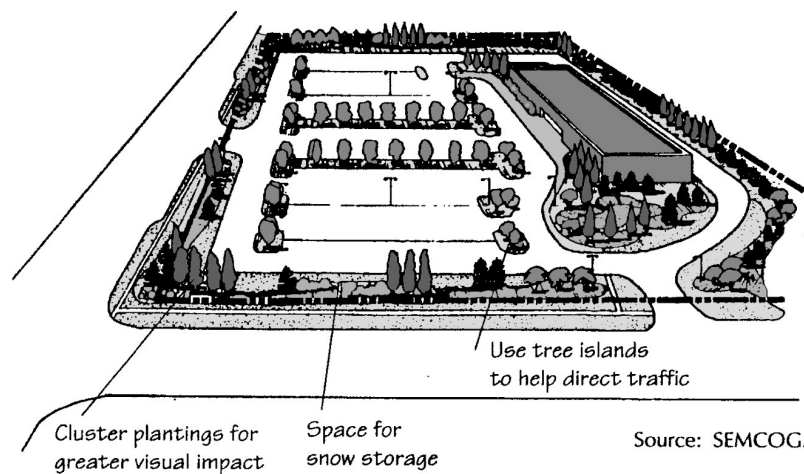 Use tree islands
to help direct traffic
Cluster plantings for
greater visual impact
Space for
snow storage
Source: SEMCOG.